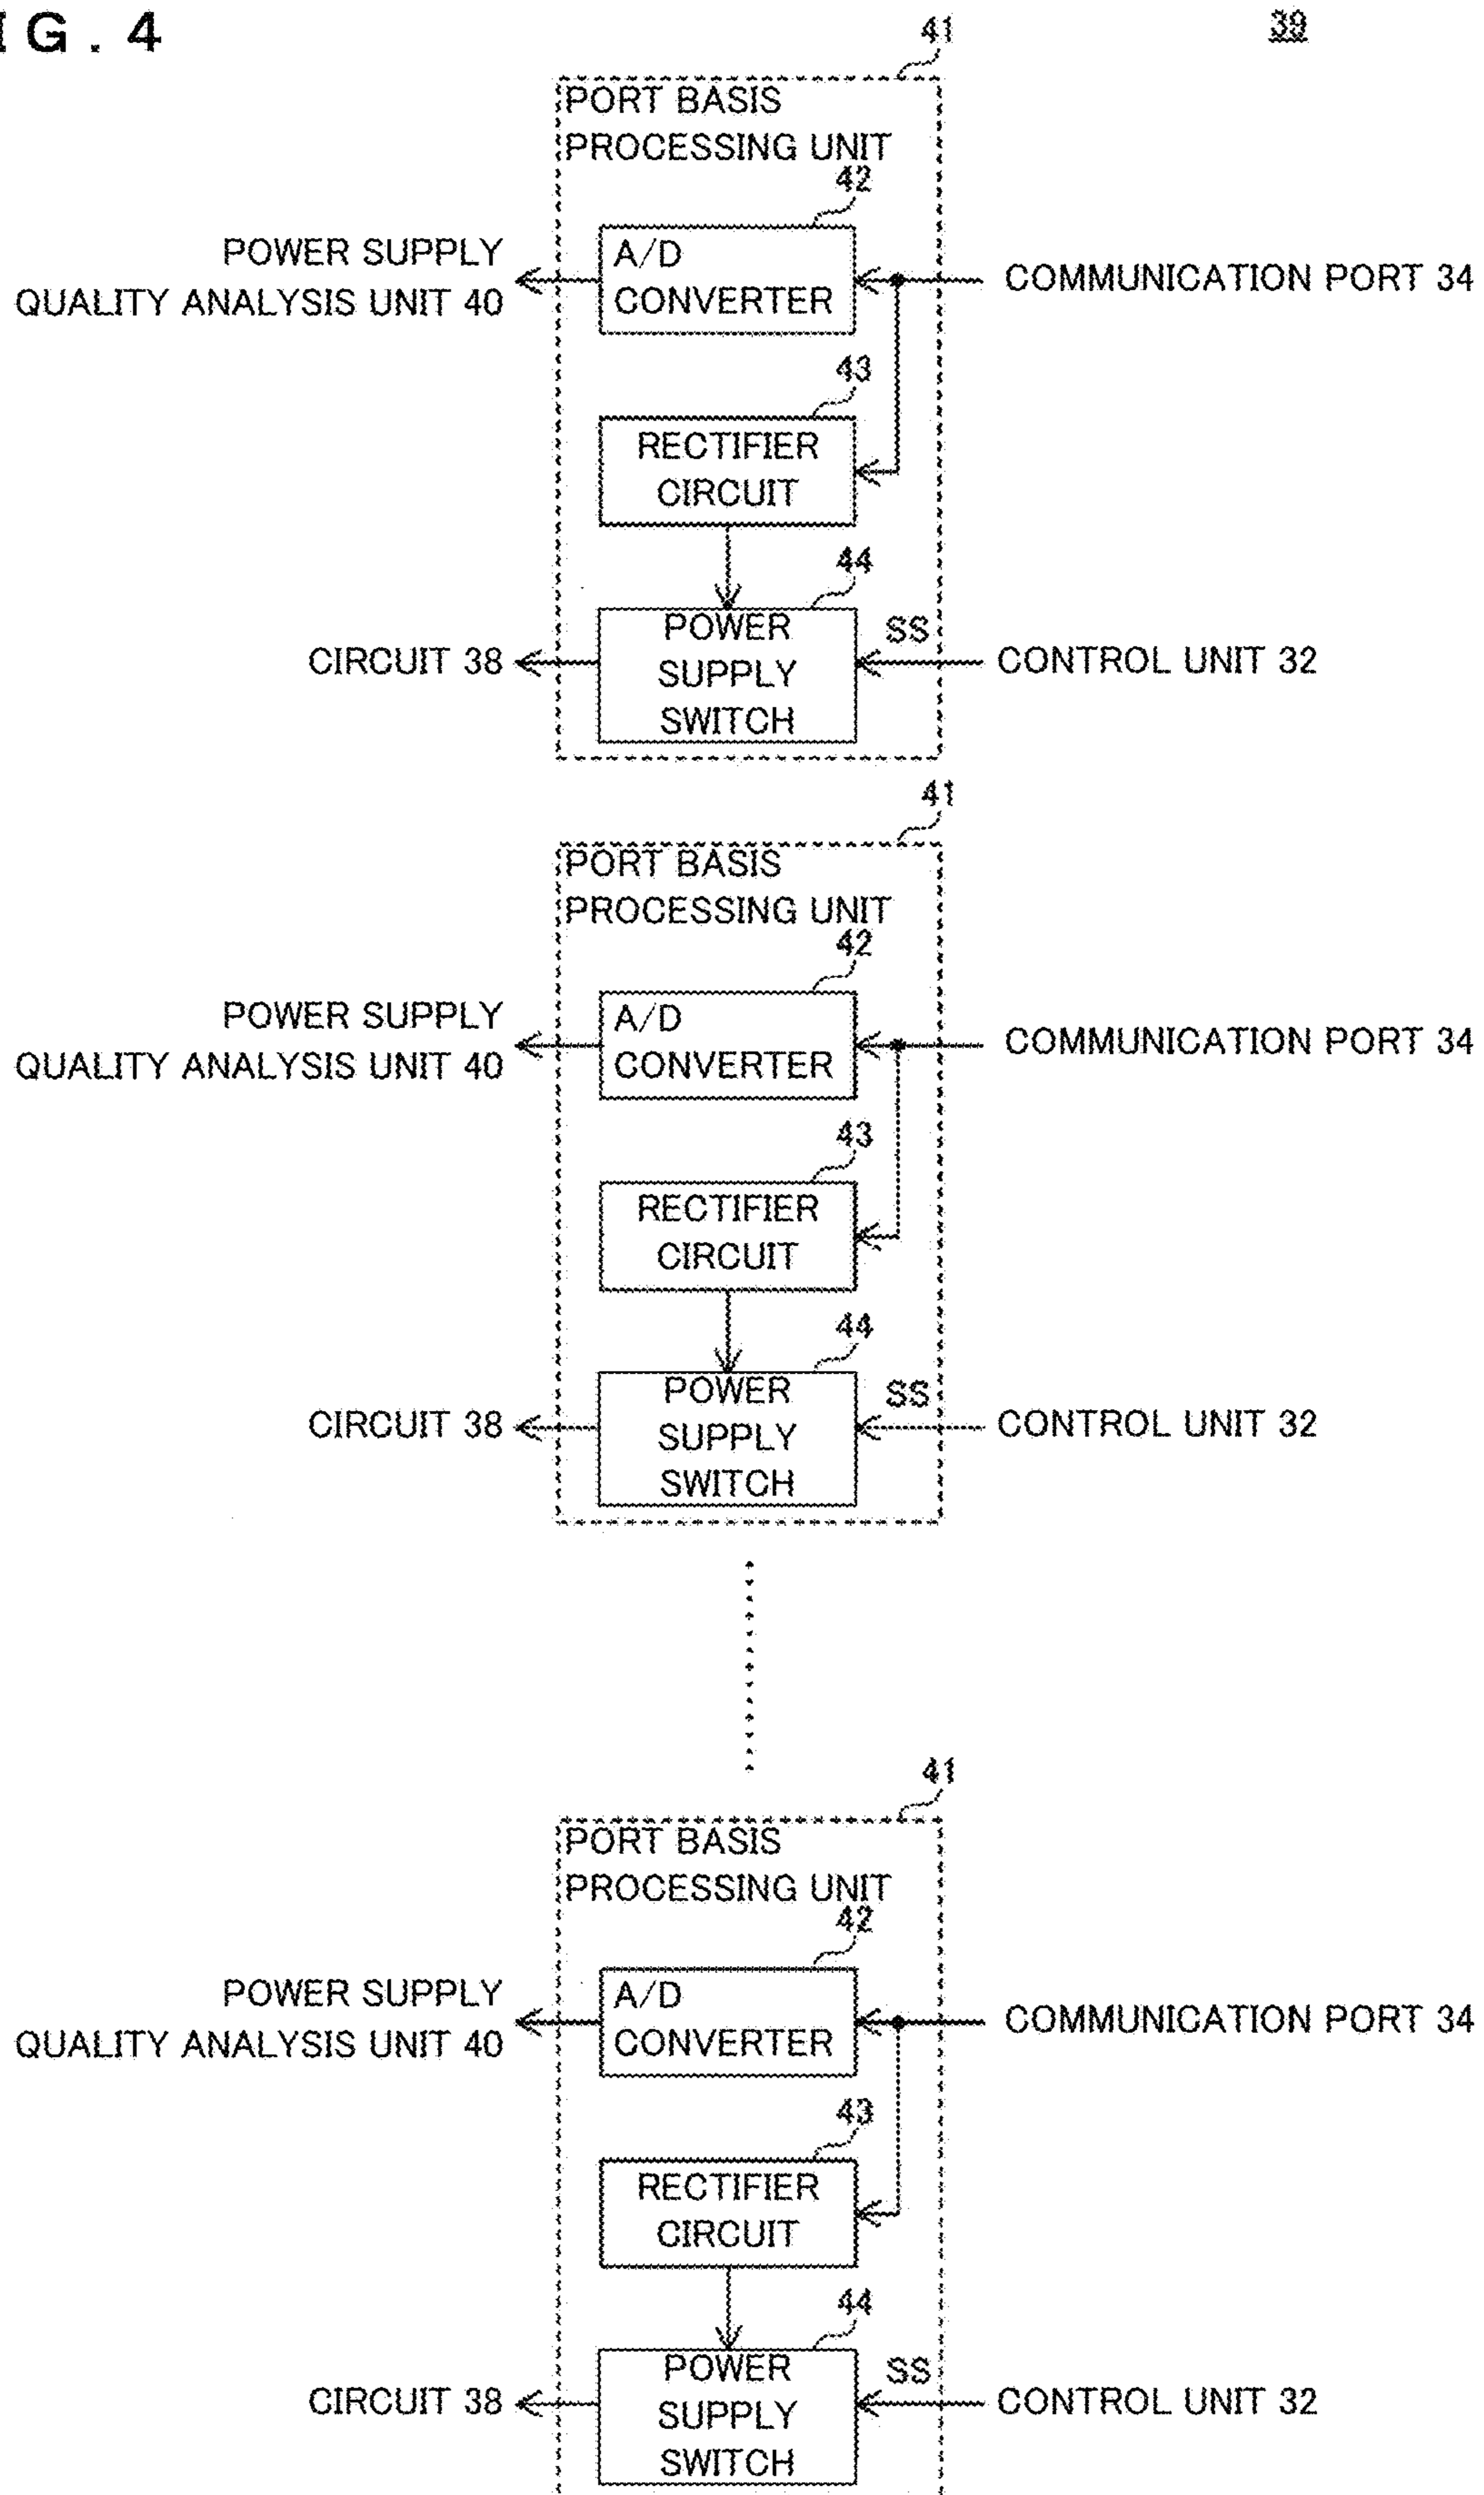 IG. 4
39
41
PORT BASIS
PROCESSING UNIT
42
POWER SUPPLY
QUALITY ANALYSIS UNIT 40
A/D
CONVERTER
COMMUNICATION PORT 34
43
RECTIFIER
CIRCUIT
44
CIRCUIT 38
POWER
SUPPLY
SWITCH
SS
CONTROL UNIT 32
41
PORT BASIS
PROCESSING UNIT
42
POWER SUPPLY
QUALITY ANALYSIS UNIT 40
A/D
CONVERTER
COMMUNICATION PORT 34
43
RECTIFIER
CIRCUIT
44
CIRCUIT 38
POWER
SUPPLY
SWITCH
SS
CONTROL UNIT 32
41
PORT BASIS
PROCESSING UNIT
42
POWER SUPPLY
QUALITY ANALYSIS UNIT 40
A/D
CONVERTER
COMMUNICATION PORT 34
43
RECTIFIER
CIRCUIT
44
CIRCUIT 38
POWER
SUPPLY
SWITCH
SS
CONTROL UNIT 32